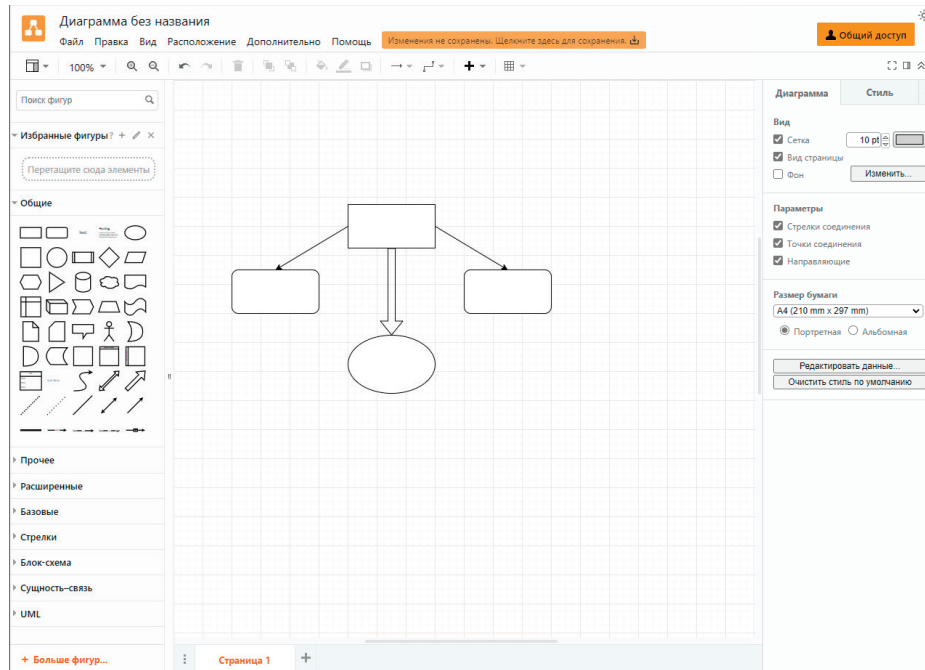 Диаграмма без названия
Файл Правка Вид Расположение Дополнительно Помощь
Изменения не сохранены. Щелкните здесь для сохранения.
Общий доступ
100%
Поиск фигур
Избранные фигуры ?
Перетащите сюда элементы
Общие
Прочее
Расширенные
Базовые
Стрелки
Блок-схема
Сущность–связь
UML
+ Больше фигур...
Страница 1
Диаграмма Стиль
Вид
Сетка 10 pt
Вид страницы
Фон Изменить...
Параметры
Стрелки соединения
Точки соединения
Направляющие
Размер бумаги
A4 (210 mm x 297 mm)
Портретная Альбомная
Редактировать данные...
Очистить стиль по умолчанию